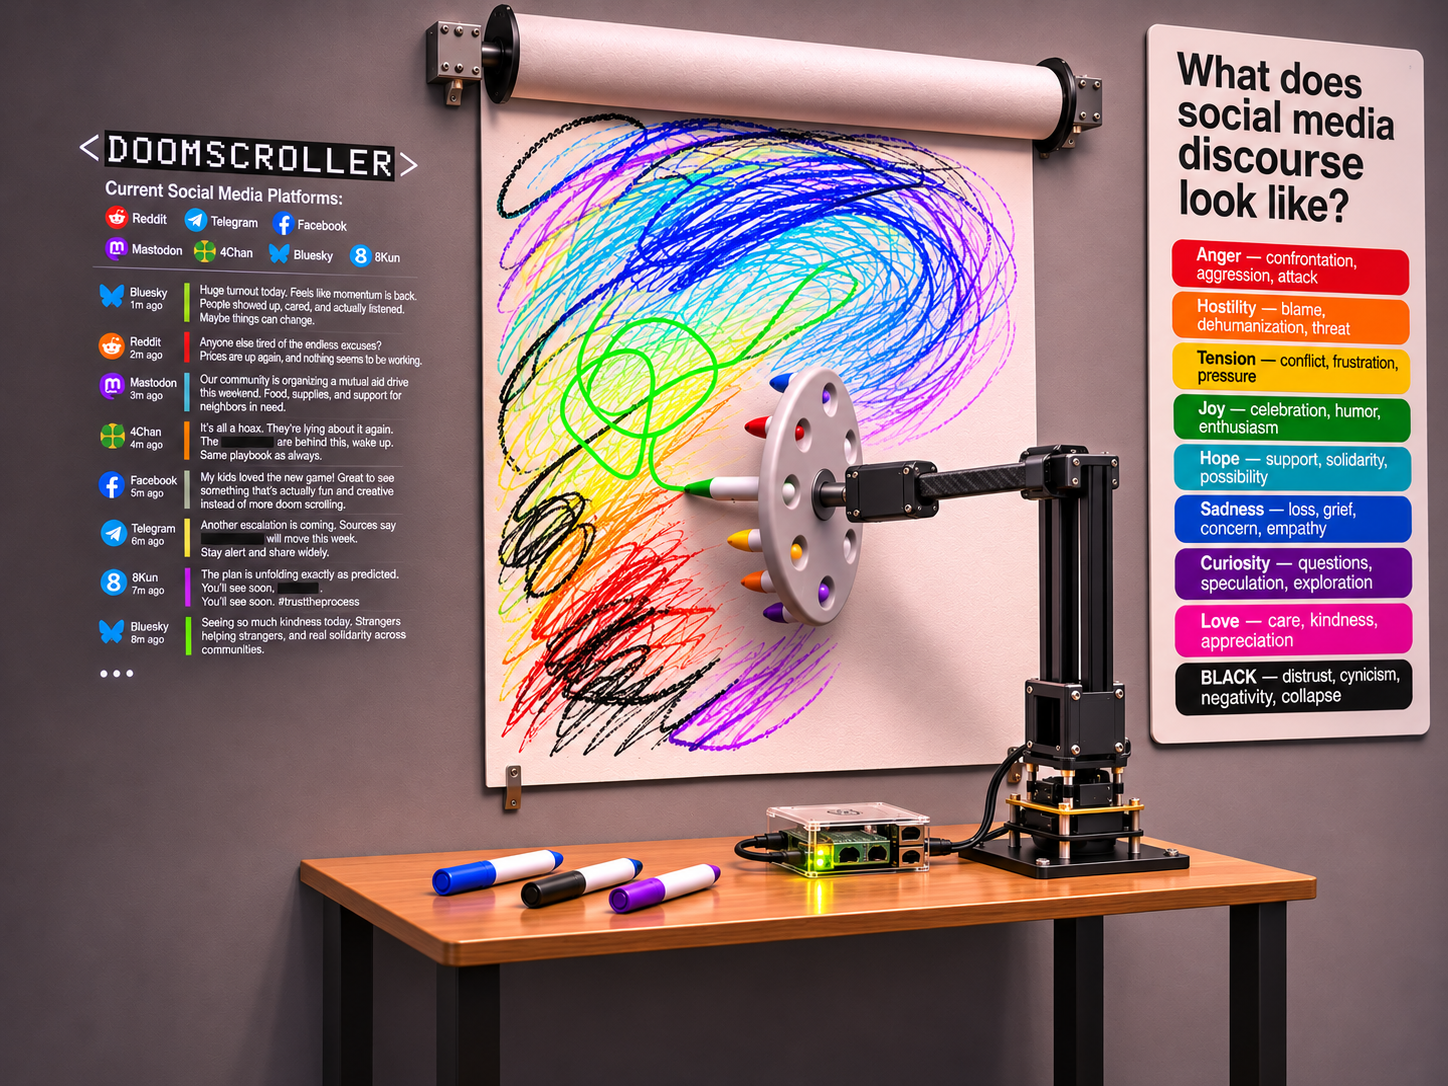 <DOOMSCROLLER>
Current Social Media Platforms:
Reddit
Telegram
Facebook
Mastodon
4Chan
Bluesky
8Kun
Bluesky
1m ago
Huge turnout today. Feels like momentum is back.
People showed up, cared, and actually listened.
Maybe things can change.
Reddit
2m ago
Anyone else tired of the endless excuses?
Prices are up again, and nothing seems to be working.
Mastodon
3m ago
Our community is organizing a mutual aid drive
this weekend. Food, supplies, and support for
neighbors in need.
4Chan
4m ago
It's all a hoax. They're lying about it again.
The are behind this, wake up.
Same playbook as always.
Facebook
5m ago
My kids loved the new game! Great to see
something that's actually fun and creative
instead of more doom scrolling.
Telegram
6m ago
Another escalation is coming. Sources say
will move this week.
Stay alert and share widely.
8Kun
7m ago
The plan is unfolding exactly as predicted.
You'll see soon, .
You'll see soon. #trusttheprocess
Bluesky
8m ago
Seeing so much kindness today. Strangers
helping strangers, and real solidarity across
communities.
What does
social media
discourse
look like?
Anger — confrontation,
aggression, attack
Hostility — blame,
dehumanization, threat
Tension — conflict, frustration,
pressure
Joy — celebration, humor,
enthusiasm
Hope — support, solidarity,
possibility
Sadness — loss, grief,
concern, empathy
Curiosity — questions,
speculation, exploration
Love — care, kindness,
appreciation
BLACK — distrust, cynicism,
negativity, collapse